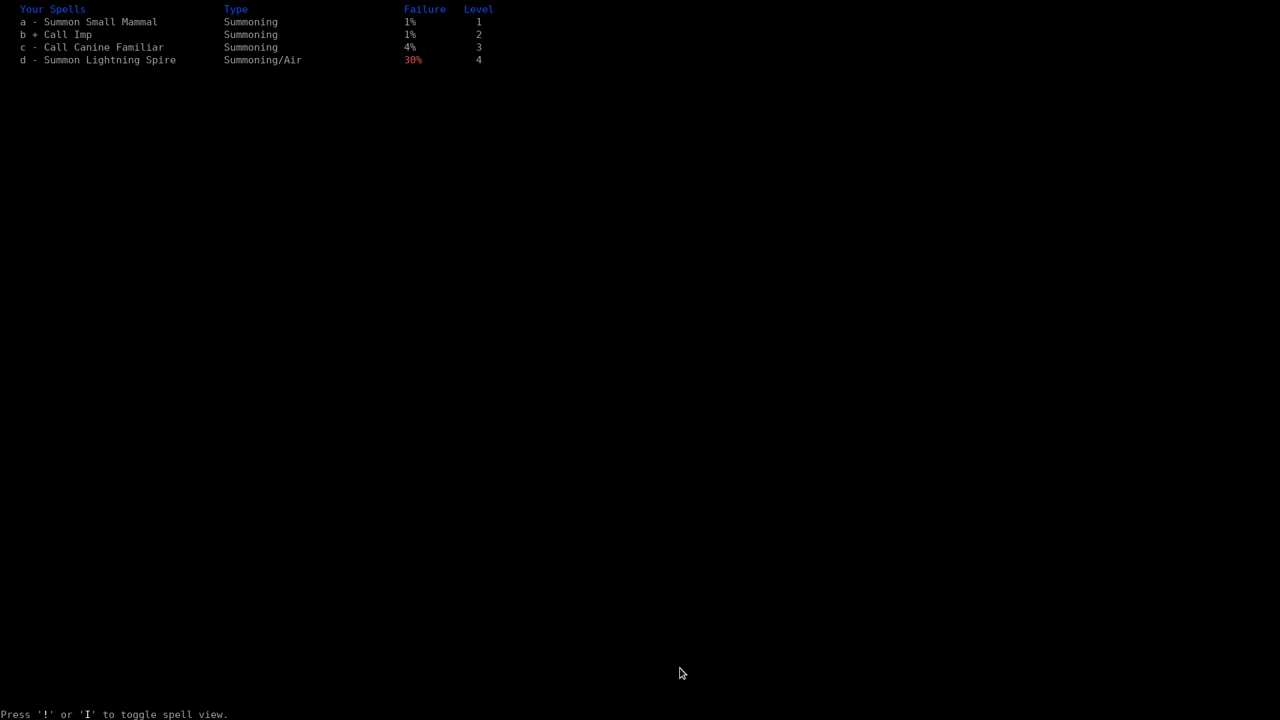 Your Spells Type Failure Level
a - Summon Small Mammal Summoning 1% 1
b + Call Imp Summoning 1% 2
c - Call Canine Familiar Summoning 4% 3
d - Summon Lightning Spire Summoning/Air 30% 4
Press '!' or 'I' to toggle spell view.